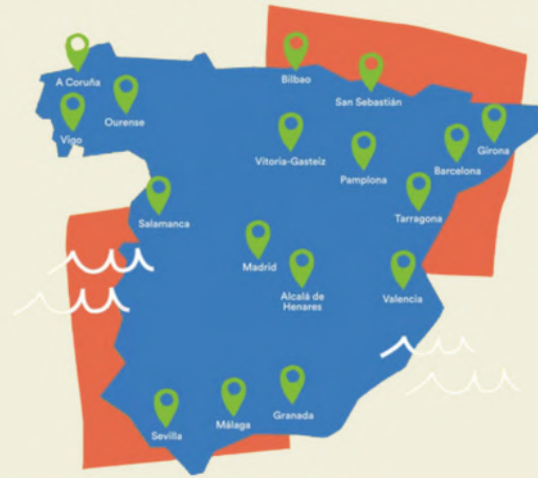 A Coruña
Bilbao
San Sebastián
Vigo
Ourense
Vitoria-Gasteiz
Pamplona
Barcelona
Girona
Salamanca
Tarragona
Madrid
Alcalá de
Henares
Valencia
Sevilla
Málaga
Granada